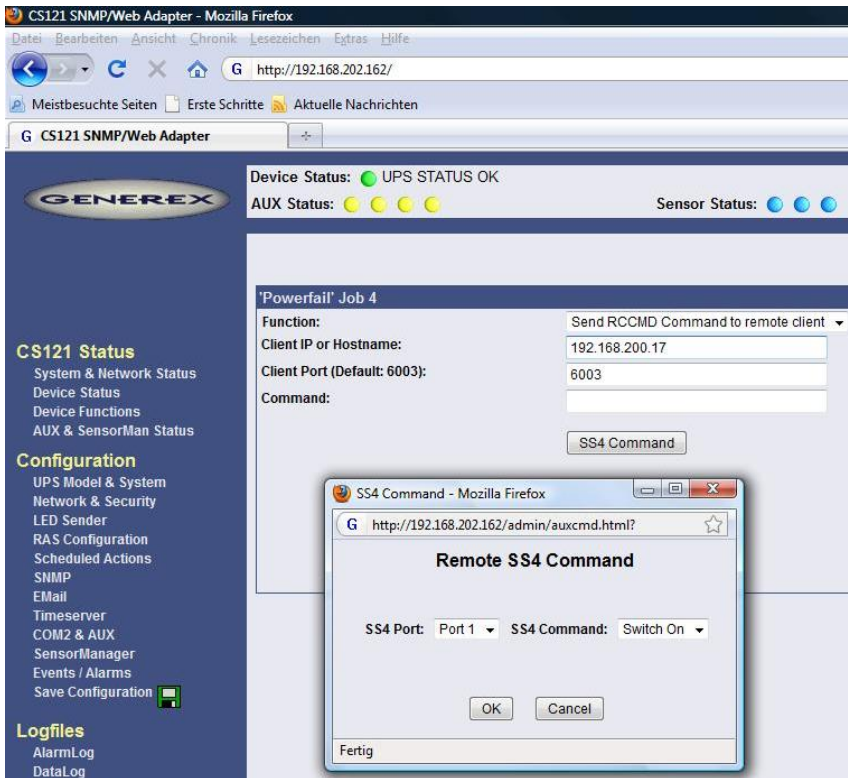 CS121 SNMP/Web Adapter - Mozilla Firefox
Datei Bearbeiten Ansicht Chronik Lesezeichen Extras Hilfe
G http://192.168.202.162/
Meistbesuchte Seiten Erste Schritte Aktuelle Nachrichten
G CS121 SNMP/Web Adapter
GENEREX
Device Status: UPS STATUS OK
AUX Status: Sensor Status:
'Powerfail' Job 4
Function: Send RCCMD Command to remote client
Client IP or Hostname: 192.168.200.17
Client Port (Default: 6003): 6003
Command:
SS4 Command
CS121 Status
System & Network Status
Device Status
Device Functions
AUX & SensorMan Status
Configuration
UPS Model & System
Network & Security
LED Sender
RAS Configuration
Scheduled Actions
SNMP
EMail
Timeserver
COM2 & AUX
SensorManager
Events / Alarms
Save Configuration
Logfiles
AlarmLog
DataLog
SS4 Command - Mozilla Firefox
G http://192.168.202.162/admin/auxcmd.html?
Remote SS4 Command
SS4 Port: Port 1 SS4 Command: Switch On
OK Cancel
Fertig